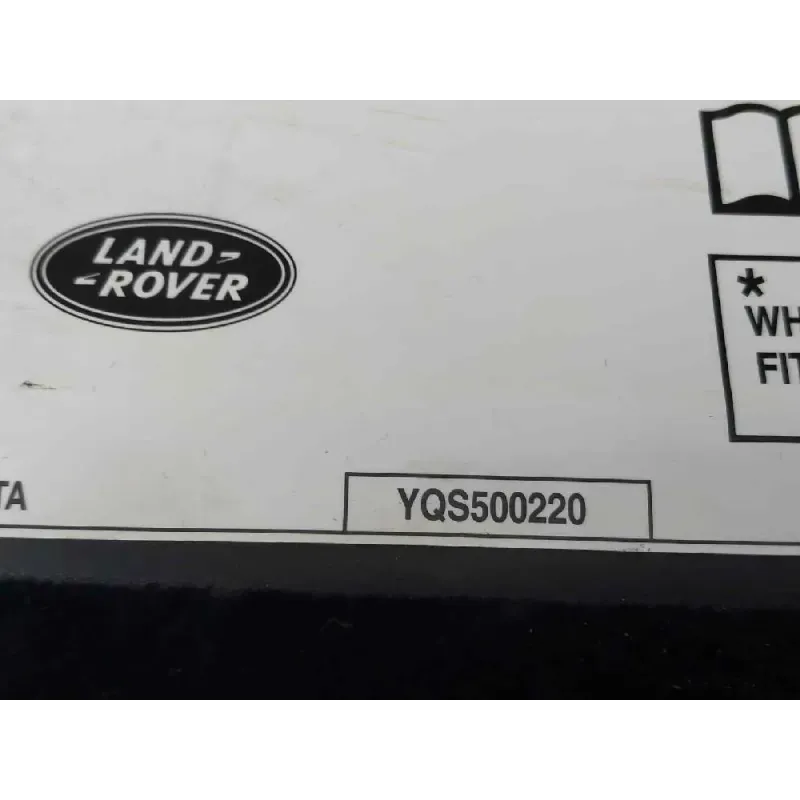 LAND
ROVER
*
WH
FIT
TA
YQS500220